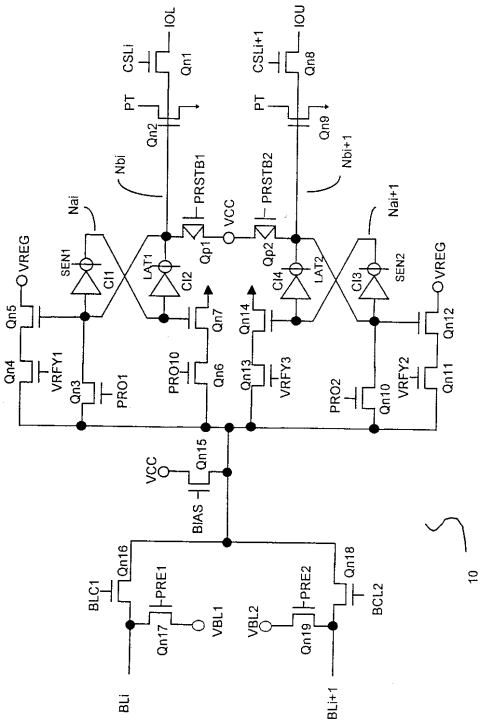 IOL
CSLi
Qn1
PT
Qn2
Nbi
Nai
PRSTB1
Qp1
VCC
SEN1
CI1
LAT1
CI2
VREG
Qn5
Qn4
VRFY1
Qn3
PRO1
Qn7
PRO10
Qn6
IOU
CSLi+1
Qn8
PT
Qn9
Nbi+1
Nai+1
PRSTB2
Qp2
CI4
LAT2
CI3
SEN2
Qn14
Qn13
VRFY3
VREG
Qn12
VRFY2
Qn11
PRO2
Qn10
VCC
Qn15
BIAS
BLC1
Qn16
PRE1
Qn17
VBL1
BLi
VBL2
PRE2
Qn19
Qn18
BCL2
BLi+1
10